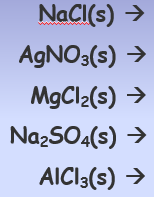 NaCl(s) →
AgNO₃(s) →
MgCl₂(s) →
Na₂SO₄(s) →
AlCl₃(s) →